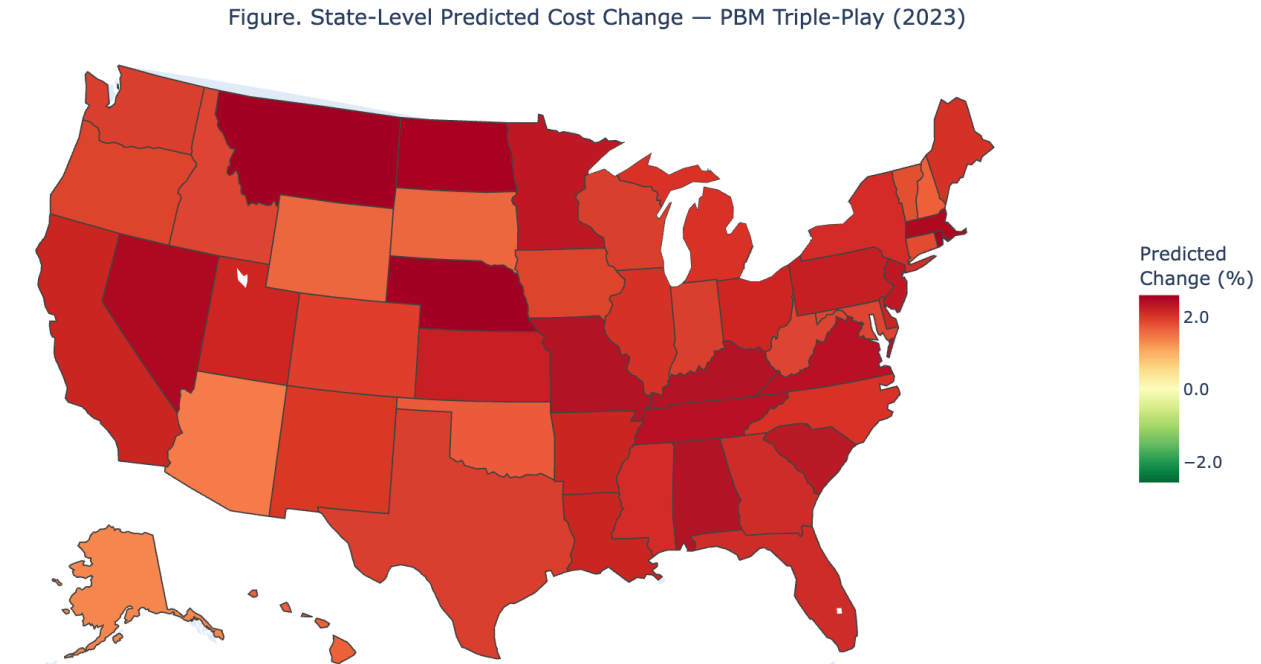 Figure. State-Level Predicted Cost Change — PBM Triple-Play (2023)
Predicted
Change (%)
2.0
0.0
−2.0